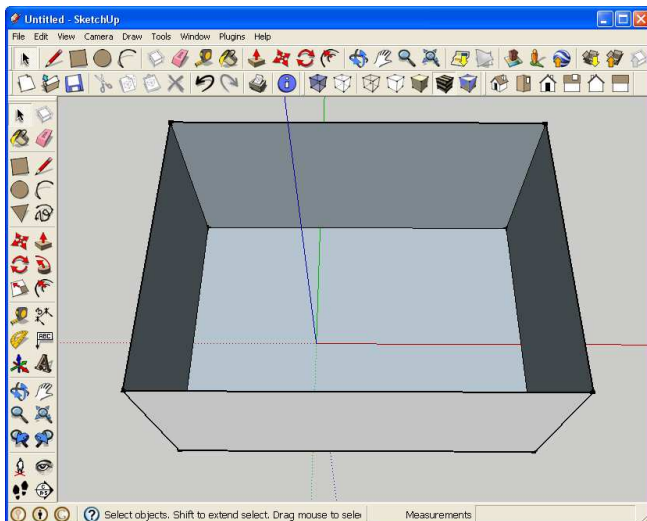 Untitled - SketchUp
File Edit View Camera Draw Tools Window Plugins Help
ABC
Select objects. Shift to extend select. Drag mouse to sele
Measurements